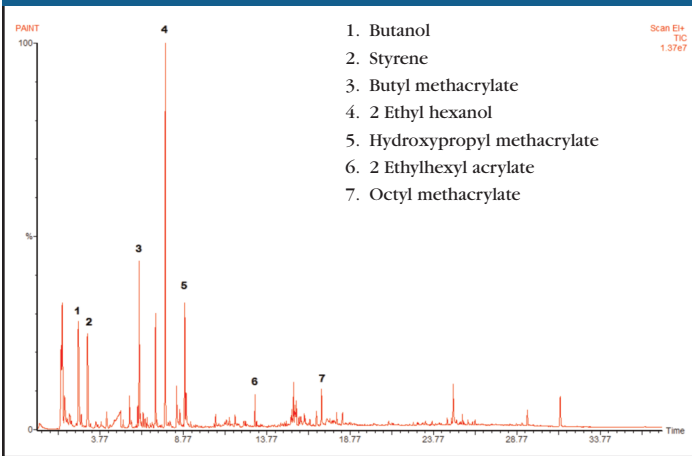 PAINT
Scan EI+
TIC
1.37e7
100
%
0
1
2
3
4
5
6
7
1. Butanol
2. Styrene
3. Butyl methacrylate
4. 2 Ethyl hexanol
5. Hydroxypropyl methacrylate
6. 2 Ethylhexyl acrylate
7. Octyl methacrylate
3.77 8.77 13.77 18.77 23.77 28.77 33.77 Time